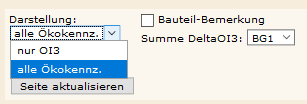 Darstellung:
alle Ökokennz.
nur OI3
alle Ökokennz.
Seite aktualisieren
Bauteil-Bemerkung
Summe DeltaOI3: BG1